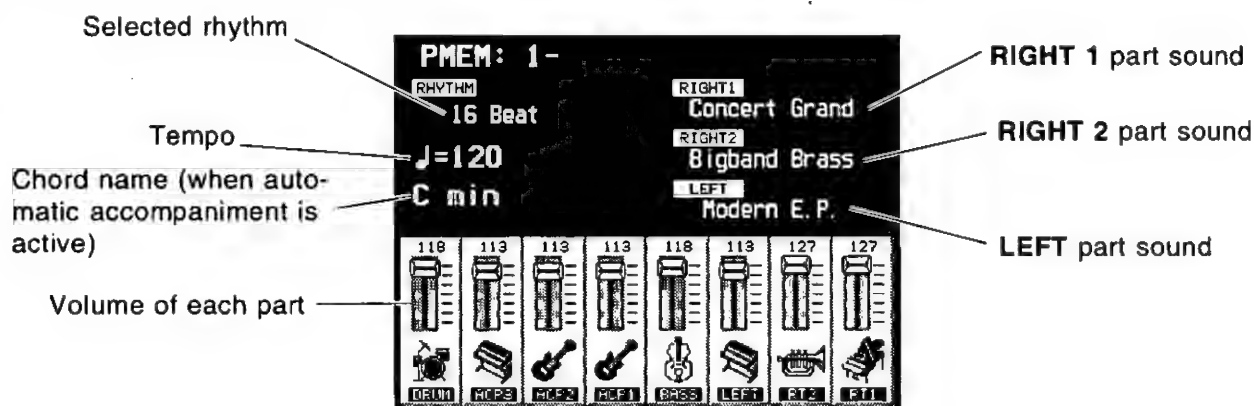 Selected rhythm
Tempo
Chord name (when auto-
matic accompaniment is
active)
Volume of each part
PMEM: 1-
RHYTHM
16 Beat
♩=120
C min
RIGHT1
Concert Grand
RIGHT2
Bigband Brass
LEFT
Modern E.P.
118 113 113 113 118 113 127 127
DRUM ACP3 ACP2 ACP1 BASS LEFT RT2 RT1
RIGHT 1 part sound
RIGHT 2 part sound
LEFT part sound